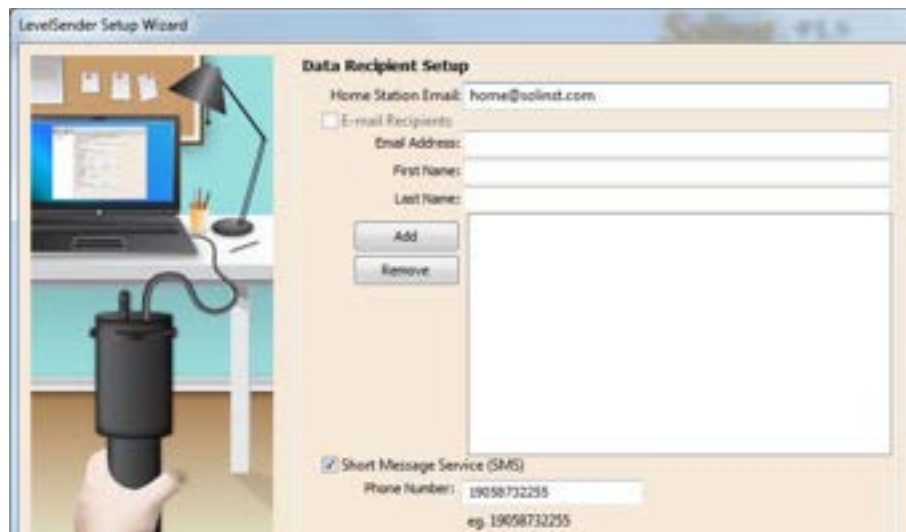 LevelSender Setup Wizard
Solinst
Data Recipient Setup
Home Station Email: home@solinst.com
E-mail Recipients
Email Address:
First Name:
Last Name:
Add
Remove
Short Message Service (SMS)
Phone Number: 19058732255
eg. 19058732255